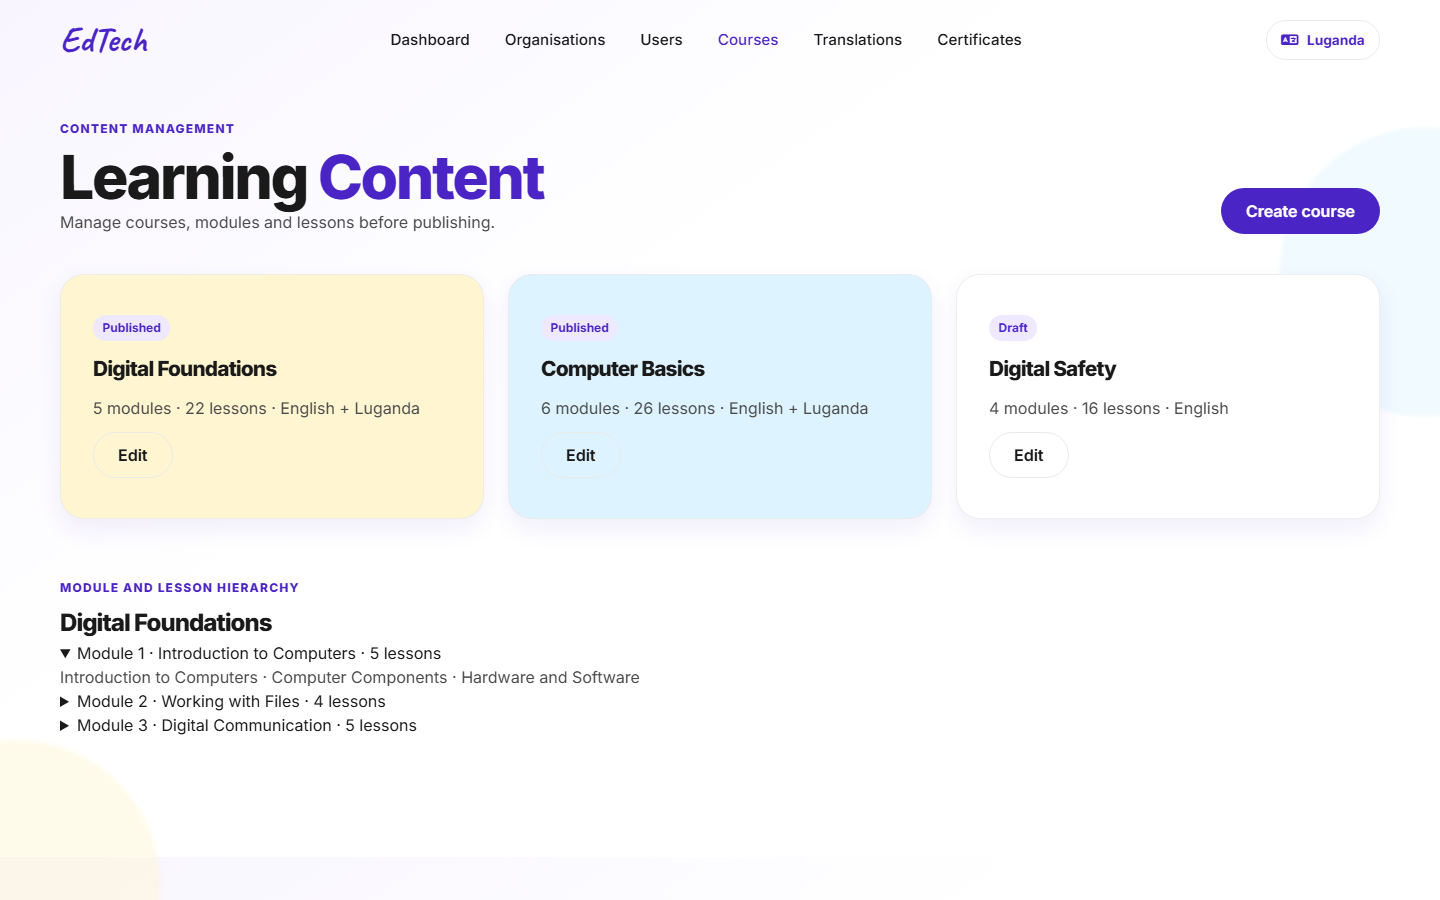 EdTech
Dashboard Organisations Users Courses Translations Certificates
Luganda
CONTENT MANAGEMENT
Learning Content
Manage courses, modules and lessons before publishing.
Create course
Published
Digital Foundations
5 modules · 22 lessons · English + Luganda
Edit
Published
Computer Basics
6 modules · 26 lessons · English + Luganda
Edit
Draft
Digital Safety
4 modules · 16 lessons · English
Edit
MODULE AND LESSON HIERARCHY
Digital Foundations
Module 1 · Introduction to Computers · 5 lessons
Introduction to Computers · Computer Components · Hardware and Software
Module 2 · Working with Files · 4 lessons
Module 3 · Digital Communication · 5 lessons